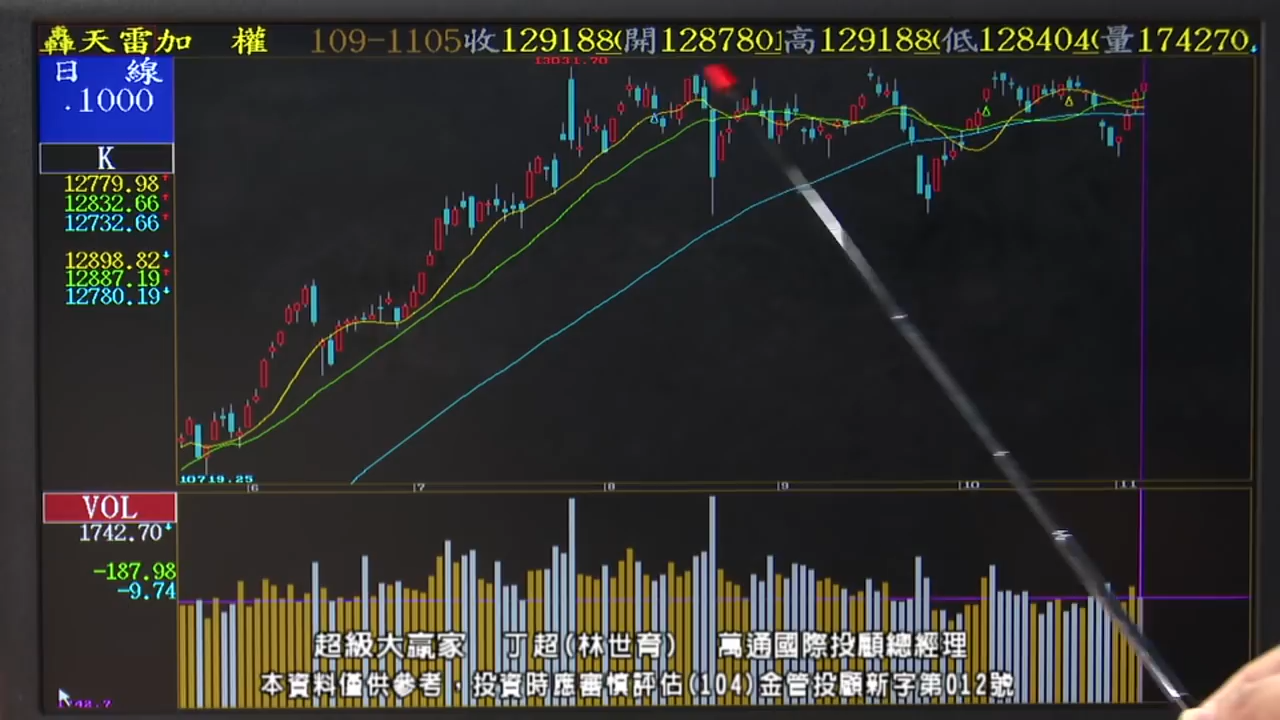 轟天雷加 權 109-1105收129188開128780高129188低128404量174270
日 線
.1000
13031.70
K
12779.98
12832.66
12732.66
12898.82
12887.19
12780.19
10719.25
6 7 8 9 10 11
VOL
1742.70
-187.98
-9.74
超級大贏家 丁超(林世育) 萬通國際投顧總經理
本資料僅供參考，投資時應審慎評估(104)金管投顧新字第012號